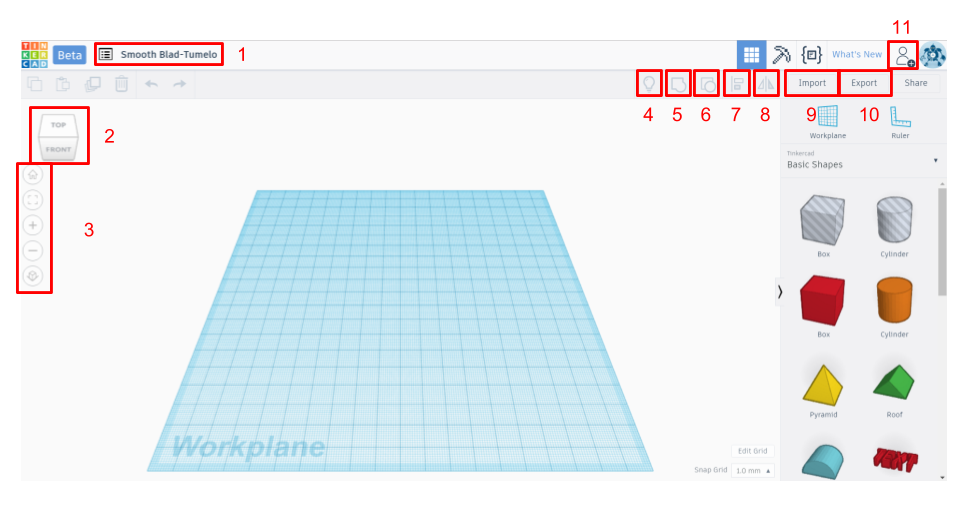 11
TIN
KER
CAD
Beta
Smooth Blad-Tumelo
1
What's New
Import
Export
Share
4
5
6
7
8
9
10
TOP
FRONT
2
Workplane
Ruler
Tinkercad
Basic Shapes
3
Box
Cylinder
Box
Cylinder
Pyramid
Roof
TEXT
Workplane
Edit Grid
Snap Grid
1.0 mm